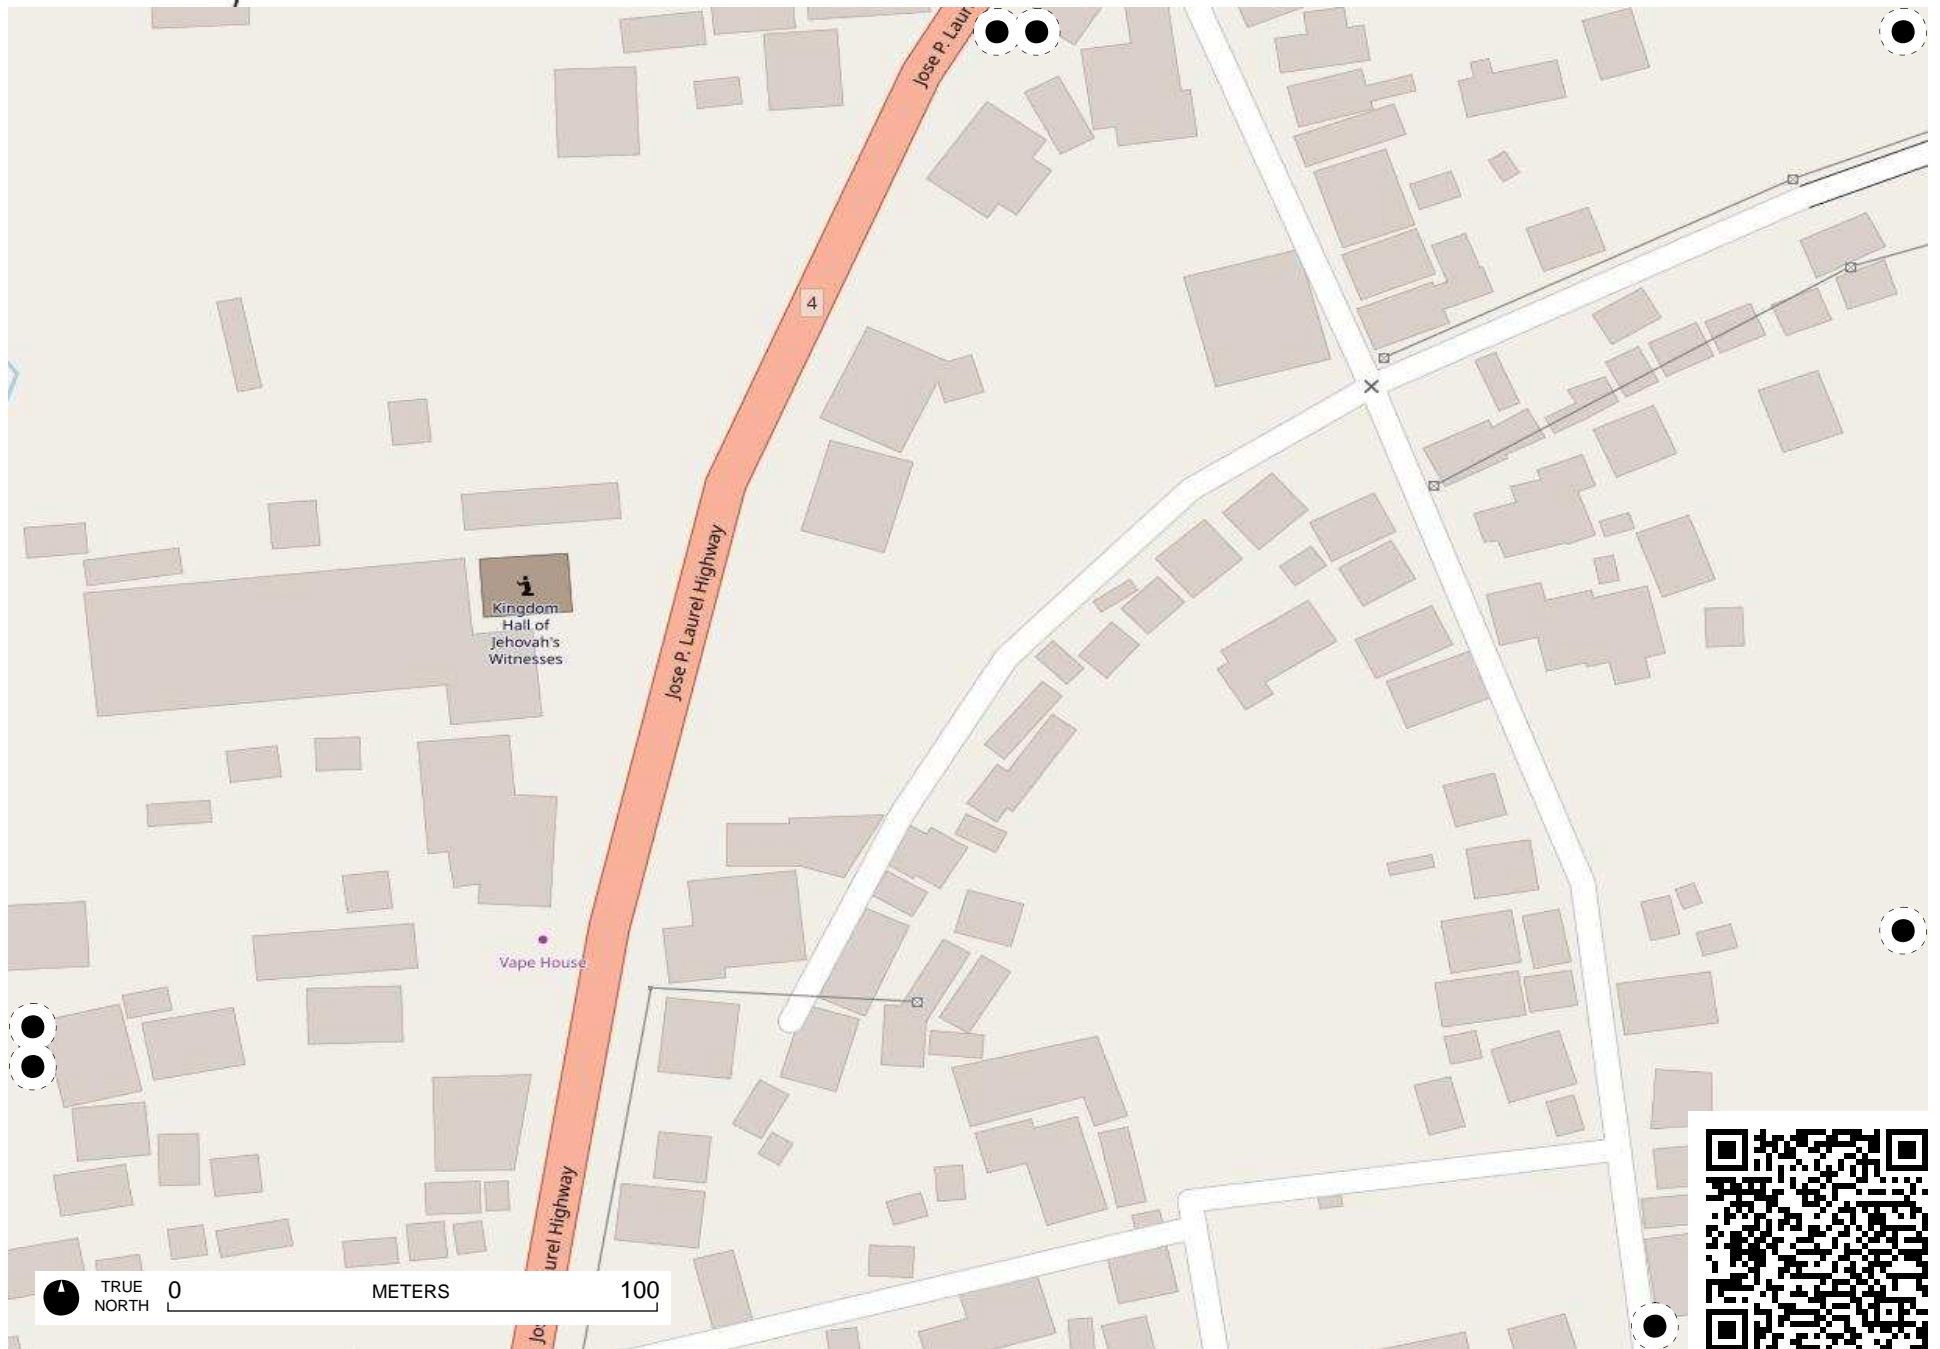 Jose P. Laur
4
Jose P. Laurel Highway
Kingdom
Hall of
Jehovah's
Witnesses
Vape House
urel Highway
Jos
TRUE
NORTH
0
METERS
100